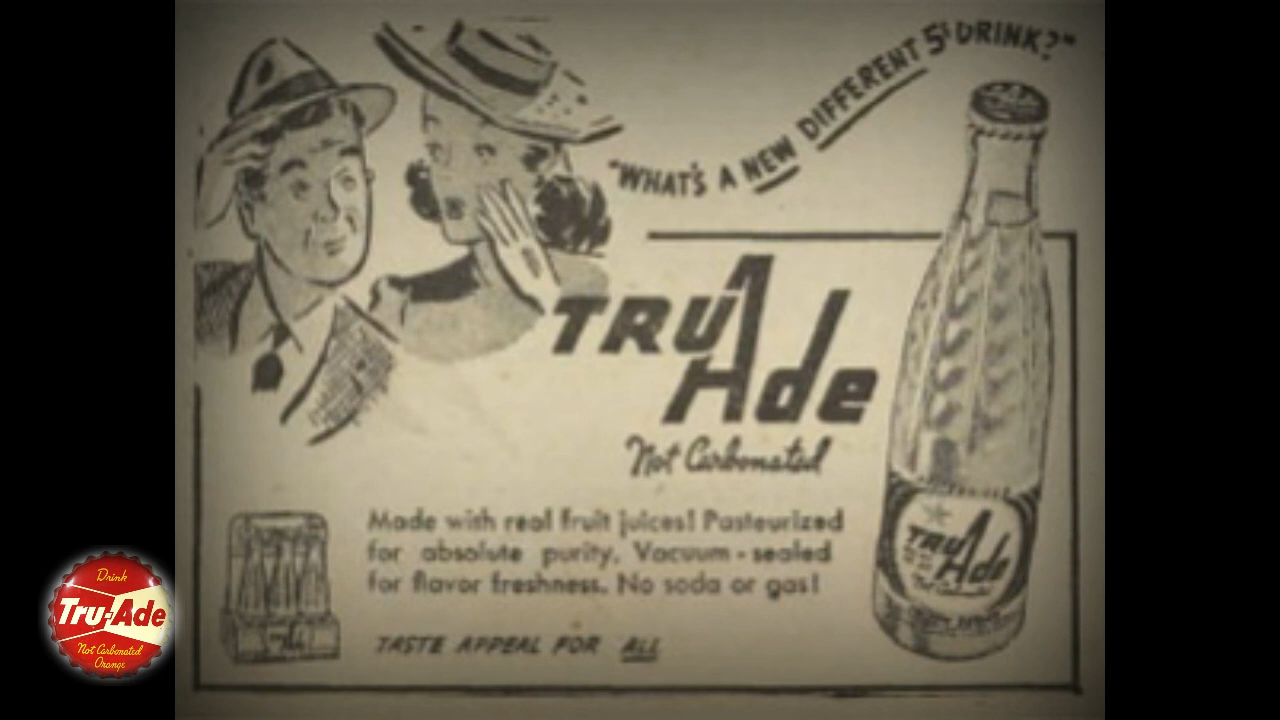 "WHAT'S A NEW DIFFERENT 5¢ DRINK?"
TRU
Ade
Not Carbonated
Made with real fruit juices! Pasteurized
for absolute purity. Vacuum-sealed
for flavor freshness. No soda or gas!
TASTE APPEAL FOR ALL
TRU
Ade
Drink
Tru-Ade
Not Carbonated
Orange